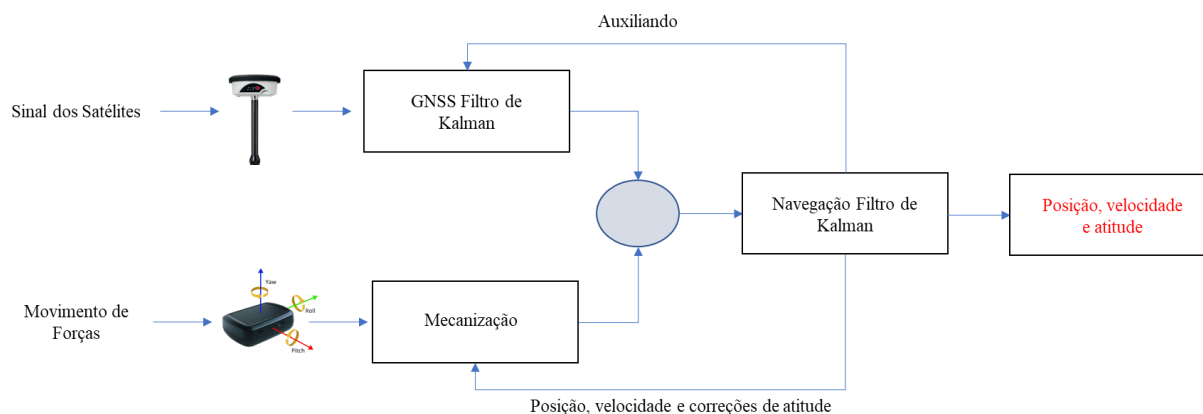 Auxiliando
Sinal dos Satélites
GNSS Filtro de
Kalman
Navegação Filtro de
Kalman
Posição, velocidade
e atitude
Movimento de
Forças
Yaw
Roll
Pitch
Mecanização
Posição, velocidade e correções de atitude